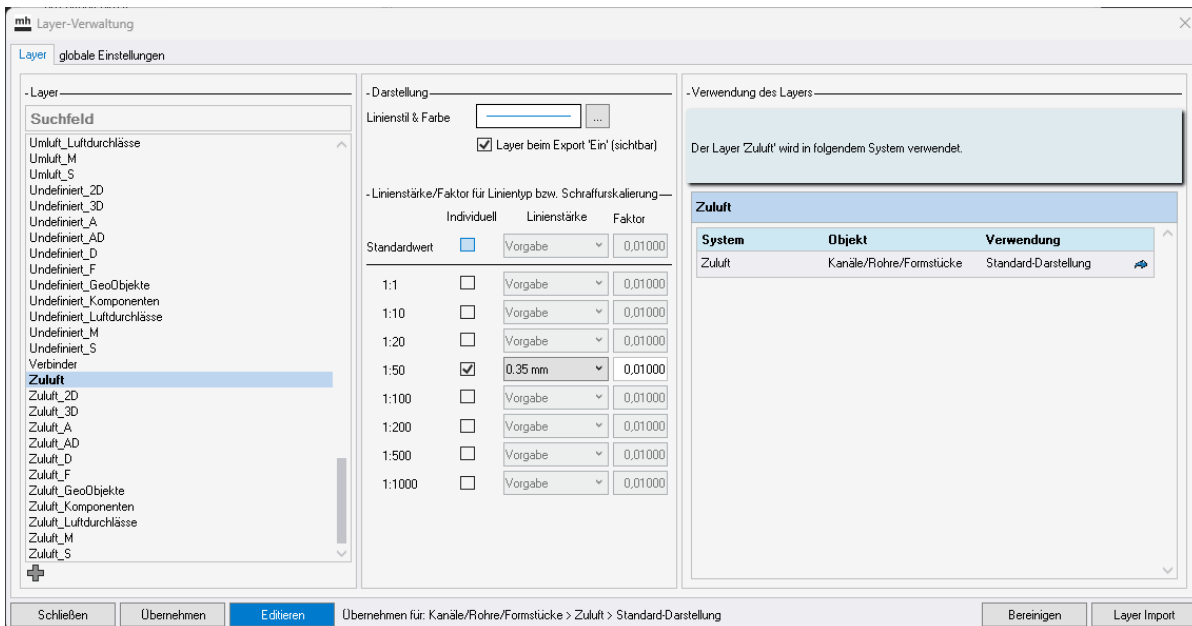 mh Layer-Verwaltung
Layer globale Einstellungen
Layer
Suchfeld
Umluft_Luftdurchlässe
Umluft_M
Umluft_S
Undefiniert_2D
Undefiniert_3D
Undefiniert_A
Undefiniert_AD
Undefiniert_D
Undefiniert_F
Undefiniert_GeoObjekte
Undefiniert_Komponenten
Undefiniert_Luftdurchlässe
Undefiniert_M
Undefiniert_S
Verbinder
Zuluft
Zuluft_2D
Zuluft_3D
Zuluft_A
Zuluft_AD
Zuluft_D
Zuluft_F
Zuluft_GeoObjekte
Zuluft_Komponenten
Zuluft_Luftdurchlässe
Zuluft_M
Zuluft_S
Darstellung
Linienstil & Farbe ...
Layer beim Export 'Ein' (sichtbar)
Linienstärke/Faktor für Linientyp bzw. Schraffurskalierung
Individuell Linienstärke Faktor
Standardwert Vorgabe 0,01000
1:1 Vorgabe 0,01000
1:10 Vorgabe 0,01000
1:20 Vorgabe 0,01000
1:50 0.35 mm 0,01000
1:100 Vorgabe 0,01000
1:200 Vorgabe 0,01000
1:500 Vorgabe 0,01000
1:1000 Vorgabe 0,01000
Verwendung des Layers
Der Layer 'Zuluft' wird in folgendem System verwendet.
Zuluft
System Objekt Verwendung
Zuluft Kanäle/Rohre/Formstücke Standard-Darstellung
Schließen Übernehmen Editieren Übernehmen für: Kanäle/Rohre/Formstücke > Zuluft > Standard-Darstellung Bereinigen Layer Import